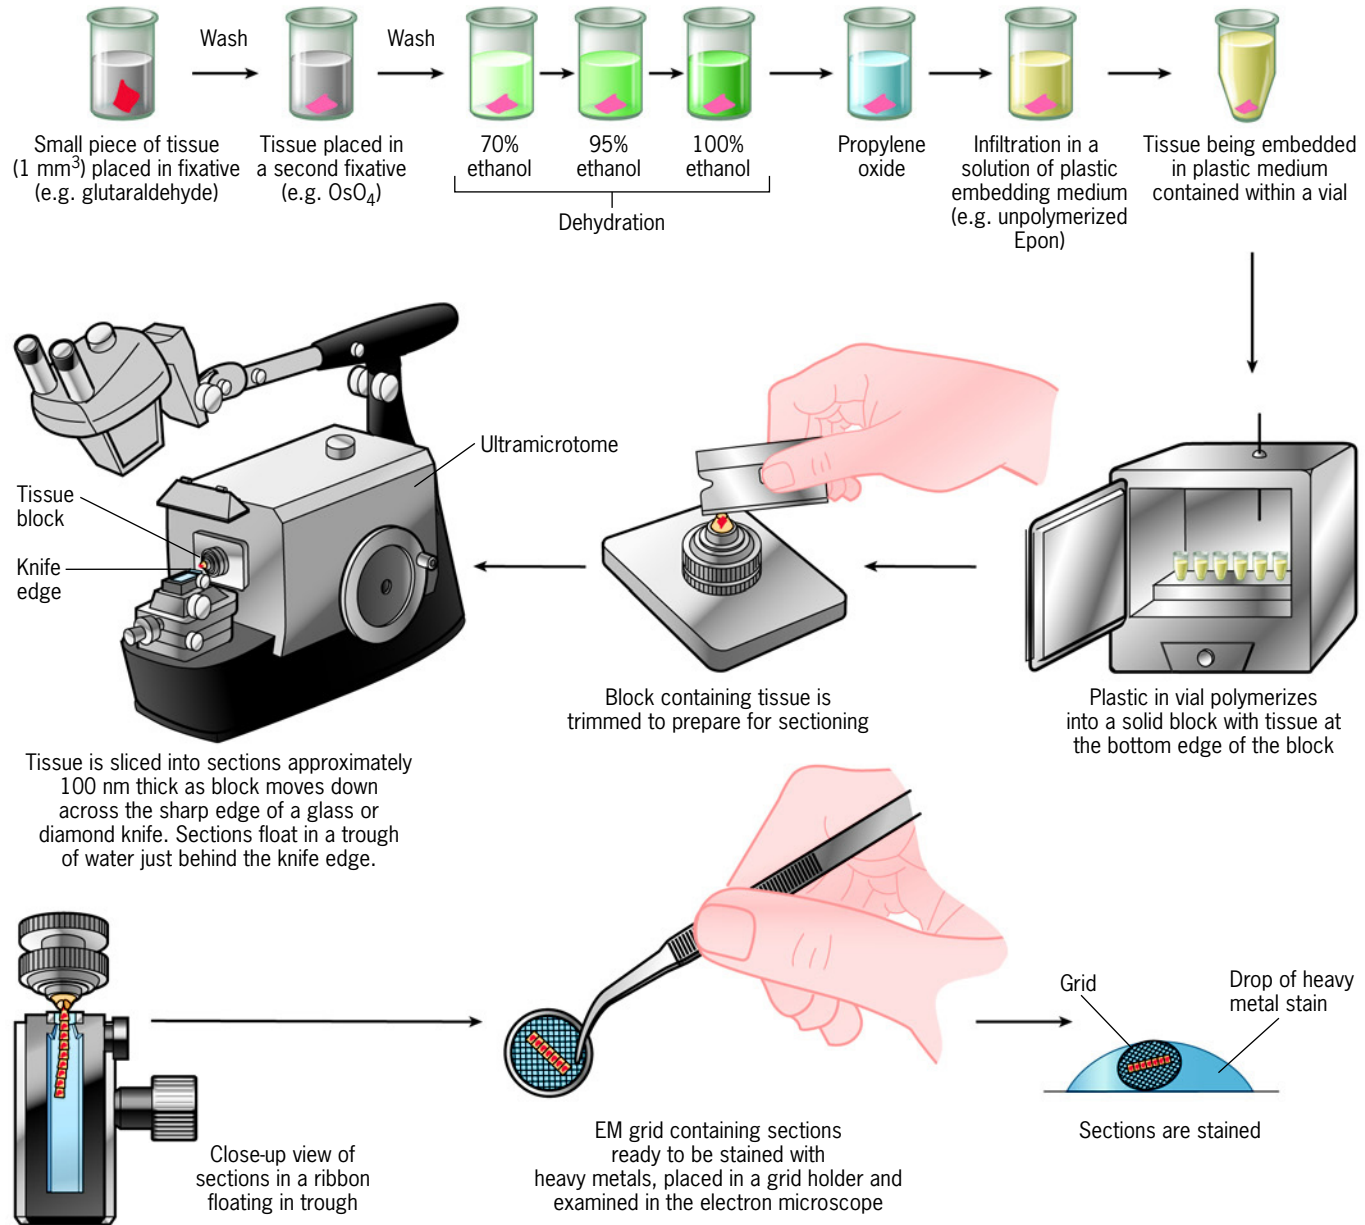 Wash
Wash
Small piece of tissue
(1 mm³) placed in fixative
(e.g. glutaraldehyde)
Tissue placed in
a second fixative
(e.g. OsO₄)
70%
ethanol
95%
ethanol
100%
ethanol
Dehydration
Propylene
oxide
Infiltration in a
solution of plastic
embedding medium
(e.g. unpolymerized
Epon)
Tissue being embedded
in plastic medium
contained within a vial
Ultramicrotome
Tissue
block
Knife
edge
Tissue is sliced into sections approximately
100 nm thick as block moves down
across the sharp edge of a glass or
diamond knife. Sections float in a trough
of water just behind the knife edge.
Block containing tissue is
trimmed to prepare for sectioning
Plastic in vial polymerizes
into a solid block with tissue at
the bottom edge of the block
Close-up view of
sections in a ribbon
floating in trough
EM grid containing sections
ready to be stained with
heavy metals, placed in a grid holder and
examined in the electron microscope
Grid
Drop of heavy
metal stain
Sections are stained